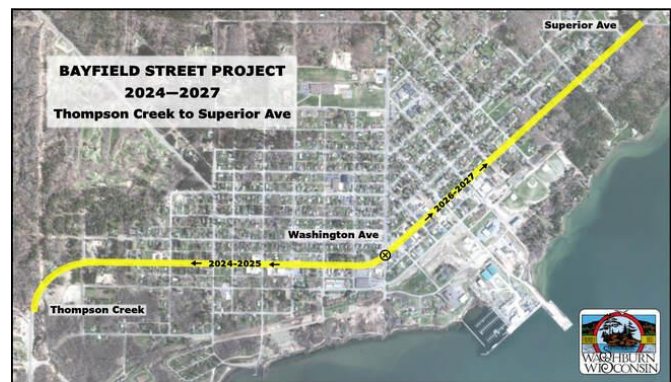 Superior Ave
BAYFIELD STREET PROJECT
2024—2027
Thompson Creek to Superior Ave
2026-2027
Washington Ave
2024-2025
Thompson Creek
WASHBURN
WISCONSIN